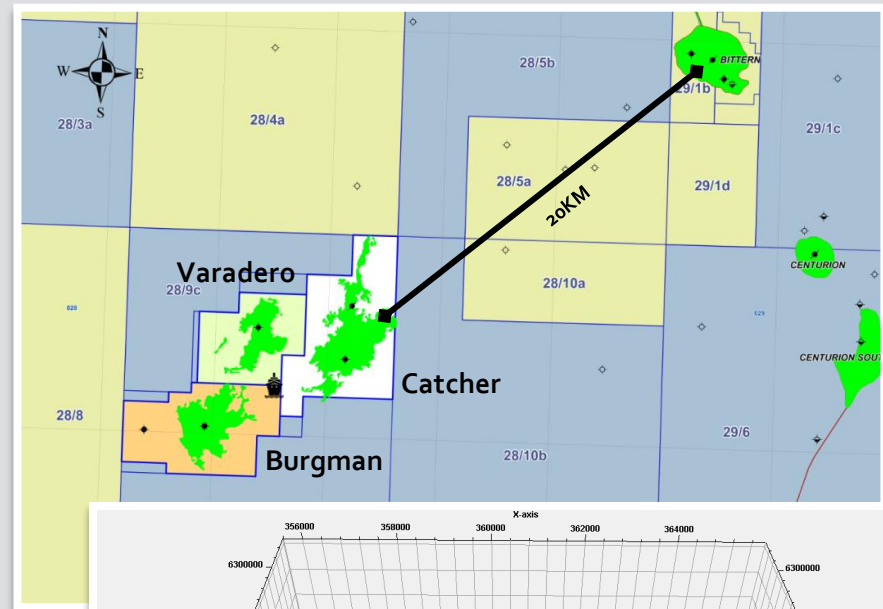 N
W E
S
28/3a
28/4a
28/5b
BITTERN
29/1b
29/1c
28/5a
29/1d
20KM
Varadero
28/9c
CENTURION
28/10a
Catcher
CENTURION SOUT
28/8
29/6
Burgman
28/10b
X-axis
356000 358000 360000 362000 364000
6300000 6300000